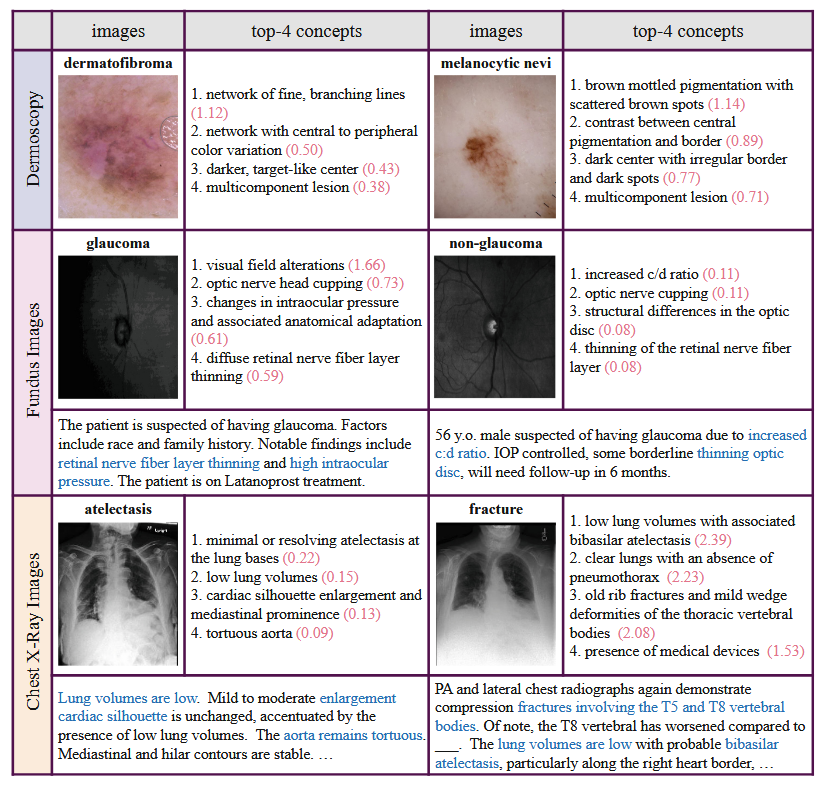 images
top-4 concepts
images
top-4 concepts
Dermoscopy
dermatofibroma
1. network of fine, branching lines
(1.12)
2. network with central to peripheral
color variation (0.50)
3. darker, target-like center (0.43)
4. multicomponent lesion (0.38)
melanocytic nevi
1. brown mottled pigmentation with
scattered brown spots (1.14)
2. contrast between central
pigmentation and border (0.89)
3. dark center with irregular border
and dark spots (0.77)
4. multicomponent lesion (0.71)
Fundus Images
glaucoma
1. visual field alterations (1.66)
2. optic nerve head cupping (0.73)
3. changes in intraocular pressure
and associated anatomical adaptation
(0.61)
4. diffuse retinal nerve fiber layer
thinning (0.59)
non-glaucoma
1. increased c/d ratio (0.11)
2. optic nerve cupping (0.11)
3. structural differences in the optic
disc (0.08)
4. thinning of the retinal nerve fiber
layer (0.08)
The patient is suspected of having glaucoma. Factors
include race and family history. Notable findings include
retinal nerve fiber layer thinning and high intraocular
pressure. The patient is on Latanoprost treatment.
56 y.o. male suspected of having glaucoma due to increased
c:d ratio. IOP controlled, some borderline thinning optic
disc, will need follow-up in 6 months.
Chest X-Ray Images
atelectasis
1. minimal or resolving atelectasis at
the lung bases (0.22)
2. low lung volumes (0.15)
3. cardiac silhouette enlargement and
mediastinal prominence (0.13)
4. tortuous aorta (0.09)
fracture
1. low lung volumes with associated
bibasilar atelectasis (2.39)
2. clear lungs with an absence of
pneumothorax (2.23)
3. old rib fractures and mild wedge
deformities of the thoracic vertebral
bodies (2.08)
4. presence of medical devices (1.53)
Lung volumes are low. Mild to moderate enlargement
cardiac silhouette is unchanged, accentuated by the
presence of low lung volumes. The aorta remains tortuous.
Mediastinal and hilar contours are stable. …
PA and lateral chest radiographs again demonstrate
compression fractures involving the T5 and T8 vertebral
bodies. Of note, the T8 vertebral has worsened compared to
___. The lung volumes are low with probable bibasilar
atelectasis, particularly along the right heart border, …